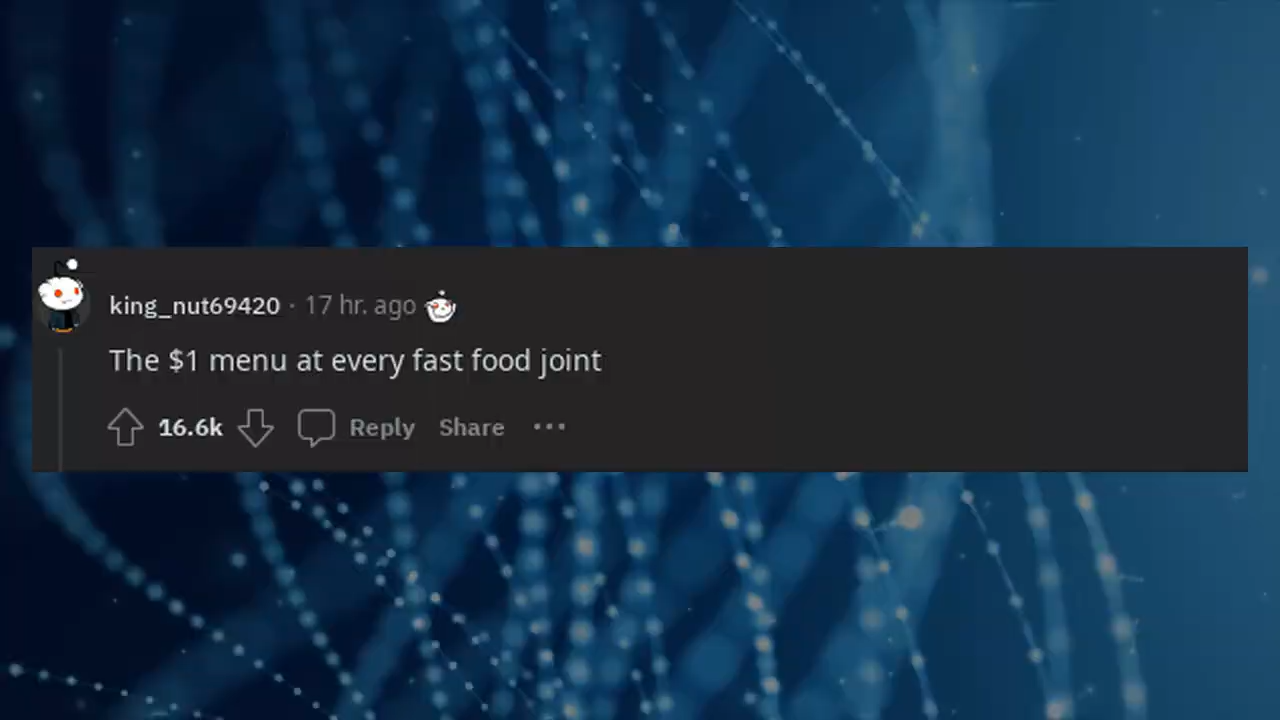 king_nut69420 · 17 hr. ago
The $1 menu at every fast food joint
16.6k Reply Share ···